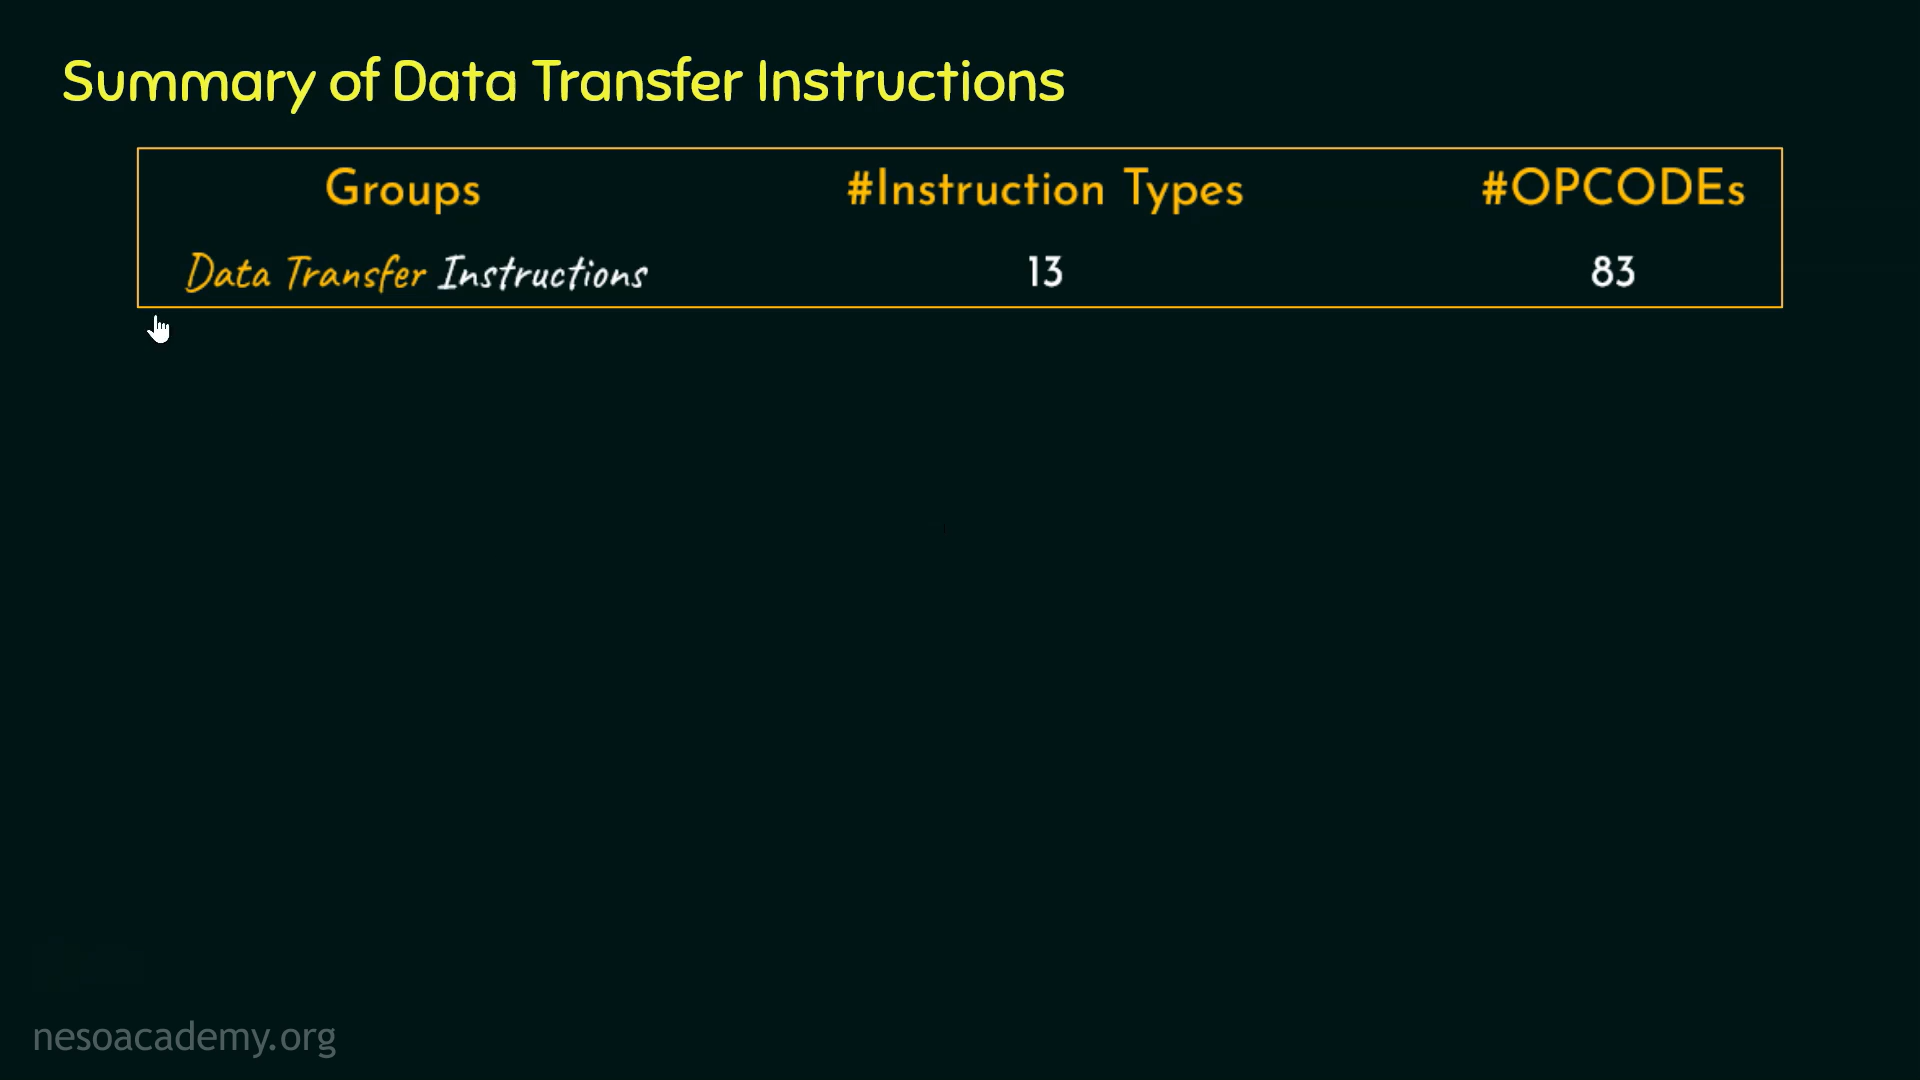 Summary of Data Transfer Instructions
Groups #Instruction Types #OPCODEs
Data Transfer Instructions 13 83
nesoacademy.org